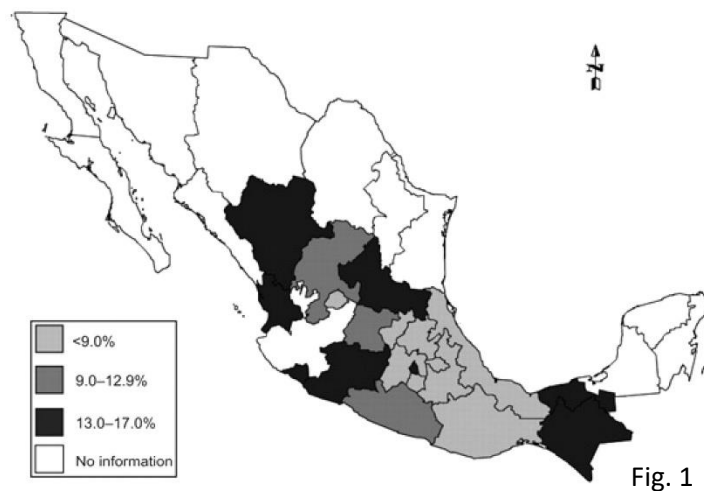 N
<9.0%
9.0–12.9%
13.0–17.0%
No information
Fig. 1